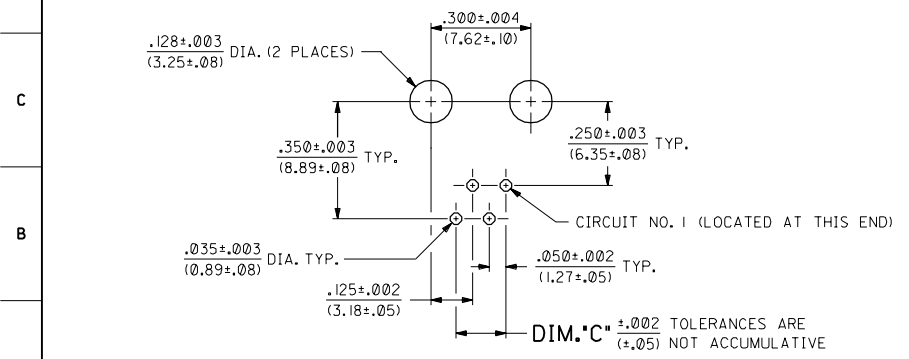 .300±.004
(7.62±.10)
.128±.003 DIA. (2 PLACES)
(3.25±.08)
C
.350±.003 TYP.
(8.89±.08)
.250±.003 TYP.
(6.35±.08)
B
CIRCUIT NO. 1 (LOCATED AT THIS END)
.035±.003 DIA. TYP.
(0.89±.08)
.050±.002 TYP.
(1.27±.05)
.125±.002
(3.18±.05)
DIM. "C" ±.002 TOLERANCES ARE
(±.05) NOT ACCUMULATIVE